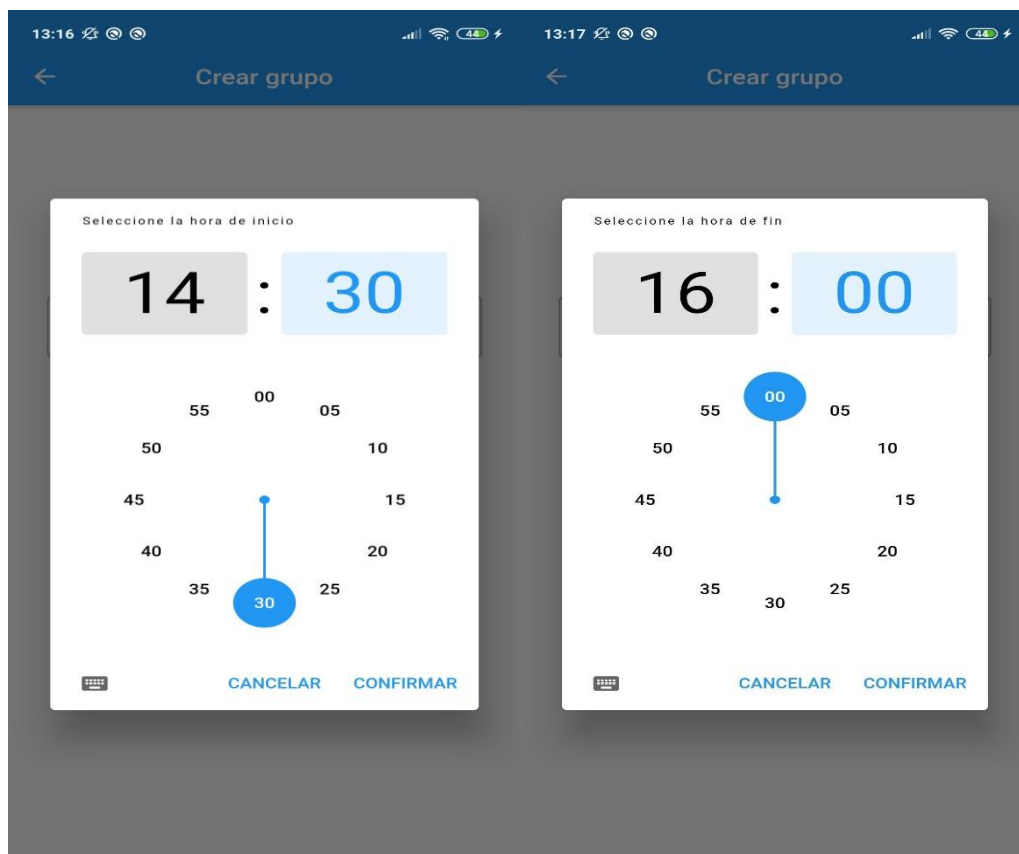 13:16 44
Crear grupo
Seleccione la hora de inicio
14 : 30
00
55 05
50 10
45 15
40 20
35 25
30
CANCELAR CONFIRMAR
13:17 44
Crear grupo
Seleccione la hora de fin
16 : 00
00
55 05
50 10
45 15
40 20
35 25
30
CANCELAR CONFIRMAR